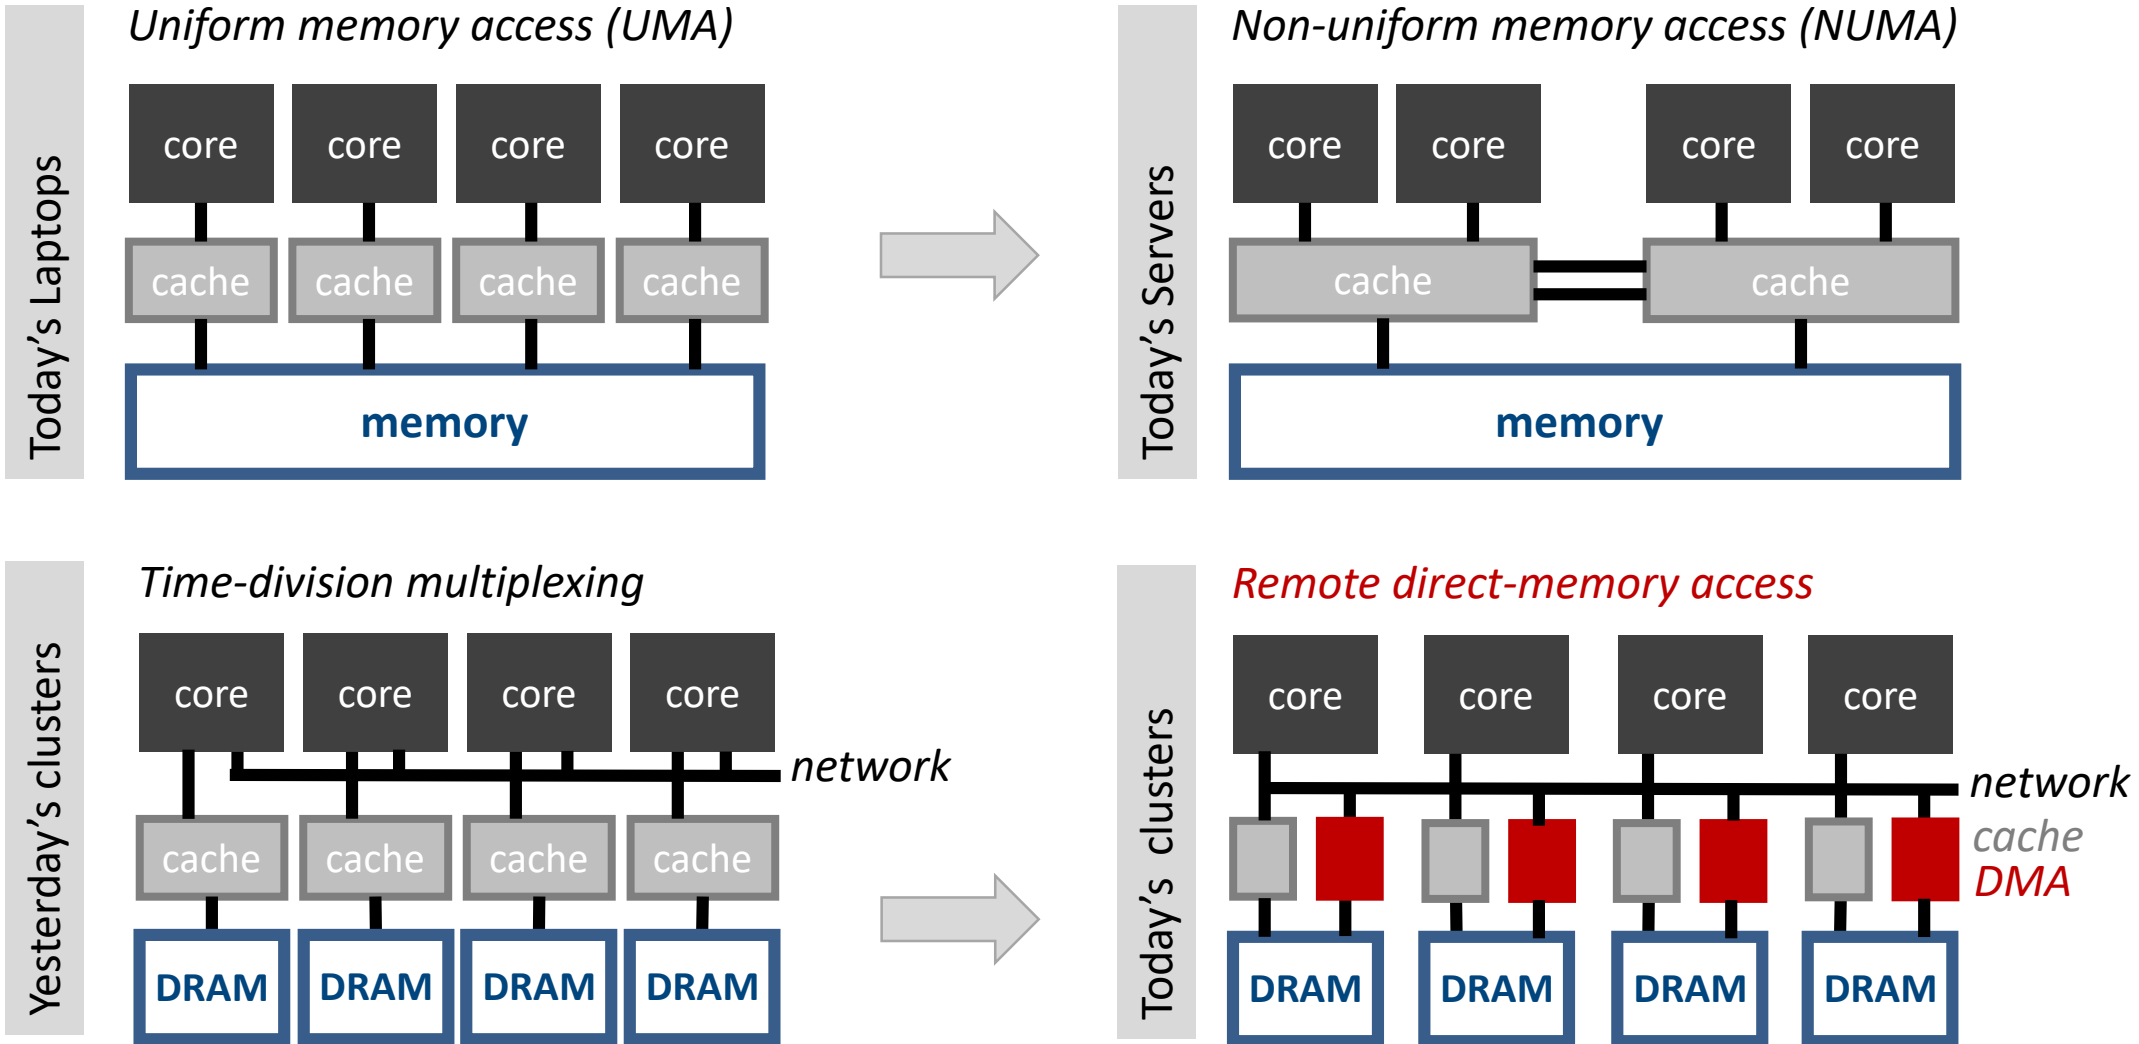 Uniform memory access (UMA)
Today's Laptops
core core core core
cache cache cache cache
memory
Non-uniform memory access (NUMA)
Today's Servers
core core core core
cache cache
memory
Time-division multiplexing
Yesterday's clusters
core core core core
network
cache cache cache cache
DRAM DRAM DRAM DRAM
Remote direct-memory access
Today's clusters
core core core core
network
cache
DMA
DRAM DRAM DRAM DRAM